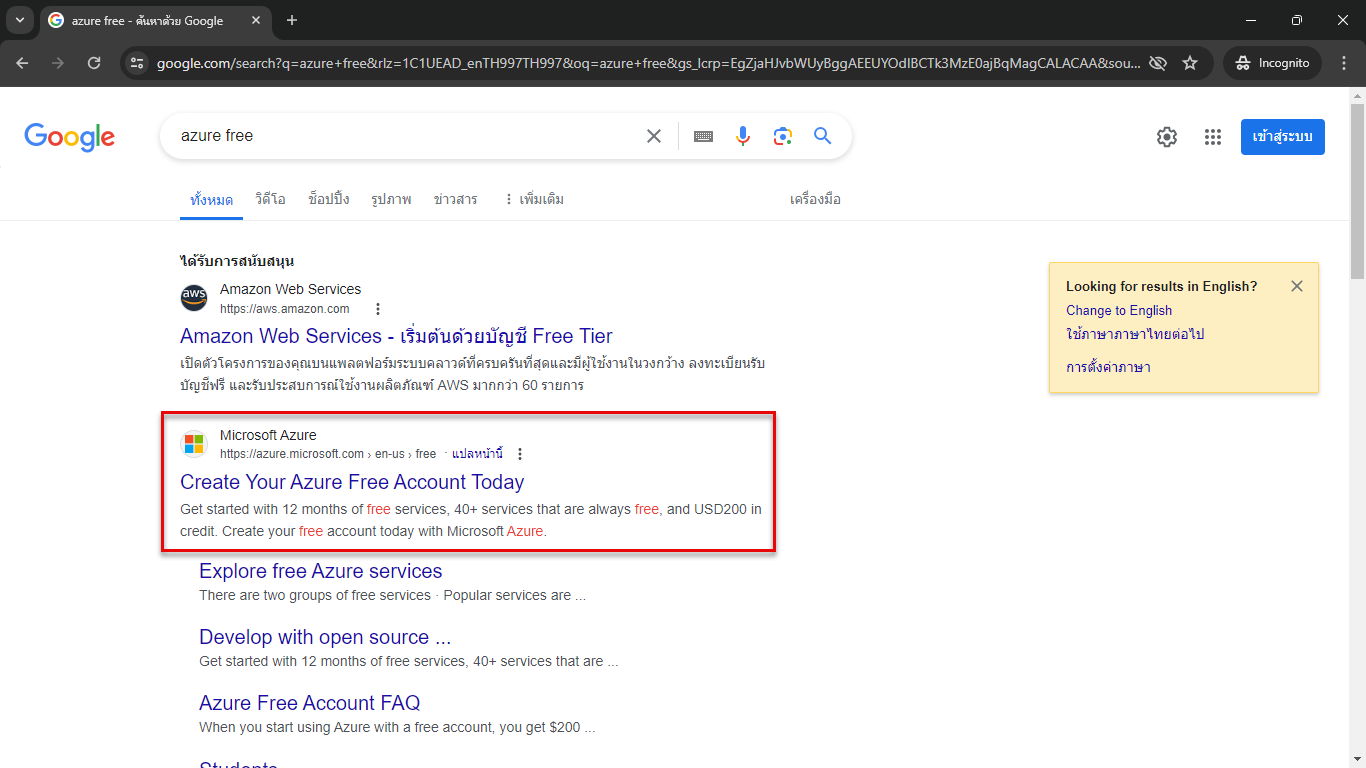 azure free - ค้นหาด้วย Google
google.com/search?q=azure+free&rlz=1C1UEAD_enTH997TH997&oq=azure+free&gs_lcrp=EgZjaHJvbWUyBggAEEUYOdIBCTk3MzE0ajBqMagCALACAA&sou...
Incognito
Google
azure free
เข้าสู่ระบบ
ทั้งหมด วิดีโอ ช็อปปิ้ง รูปภาพ ข่าวสาร เพิ่มเติม เครื่องมือ
ได้รับการสนับสนุน
aws
Amazon Web Services
https://aws.amazon.com
Amazon Web Services - เริ่มต้นด้วยบัญชี Free Tier
เปิดตัวโครงการของคุณบนแพลตฟอร์มระบบคลาวด์ที่ครบครันที่สุดและมีผู้ใช้งานในวงกว้าง ลงทะเบียนรับ
บัญชีฟรี และรับประสบการณ์ใช้งานผลิตภัณฑ์ AWS มากกว่า 60 รายการ
Looking for results in English?
Change to English
ใช้ภาษาภาษาไทยต่อไป
การตั้งค่าภาษา
Microsoft Azure
https://azure.microsoft.com › en-us › free · แปลหน้านี้
Create Your Azure Free Account Today
Get started with 12 months of free services, 40+ services that are always free, and USD200 in
credit. Create your free account today with Microsoft Azure.
Explore free Azure services
There are two groups of free services · Popular services are ...
Develop with open source ...
Get started with 12 months of free services, 40+ services that are ...
Azure Free Account FAQ
When you start using Azure with a free account, you get $200 ...
Students